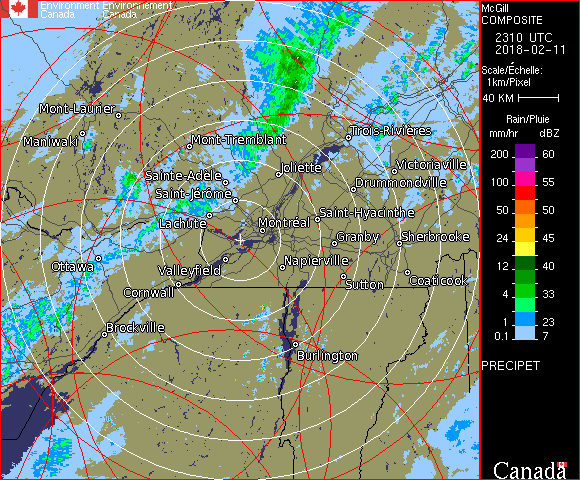 Environment Environnement
Canada Canada
McGill
COMPOSITE
2310 UTC
2018-02-11
Scale/Échelle:
1km/Pixel
40 KM
Rain/Pluie
mm/hr dBZ
200 60
100 55
50 50
24 45
12 40
4 33
1 23
0.1 7
PRECIPET
Canada
Mont-Laurier
Maniwaki
Mont-Tremblant
Trois-Rivières
Sainte-Adèle
Joliette
Victoriaville
Saint-Jérôme
Drummondville
Lachute
Montréal
Saint-Hyacinthe
Granby
Sherbrooke
Ottawa
Valleyfield
Napierville
Cornwall
Sutton
Coaticook
Brockville
Burlington